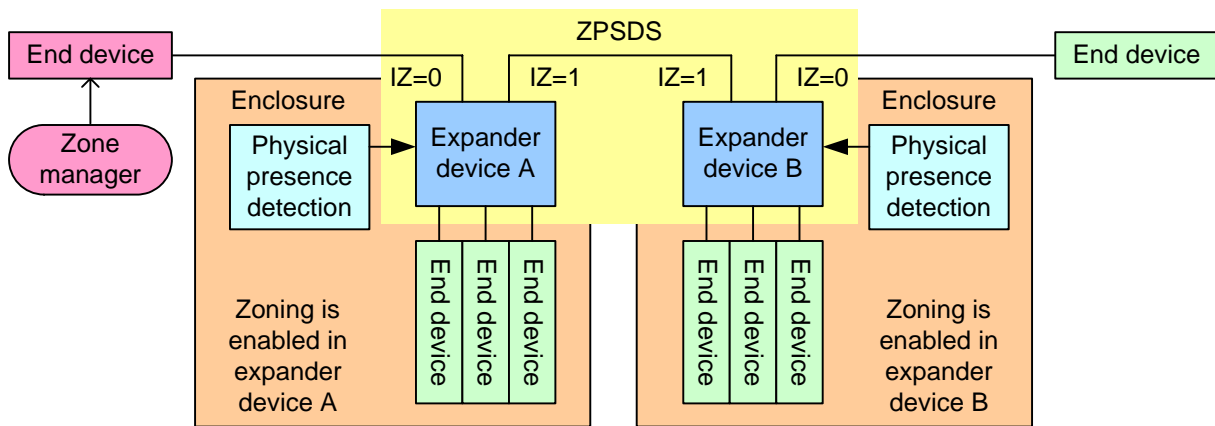 ZPSDS
End device
End device
IZ=0
IZ=1
IZ=1
IZ=0
Enclosure
Enclosure
Zone
manager
Physical
presence
detection
Expander
device A
Expander
device B
Physical
presence
detection
End device
End device
End device
End device
End device
End device
Zoning is
enabled in
expander
device A
Zoning is
enabled in
expander
device B